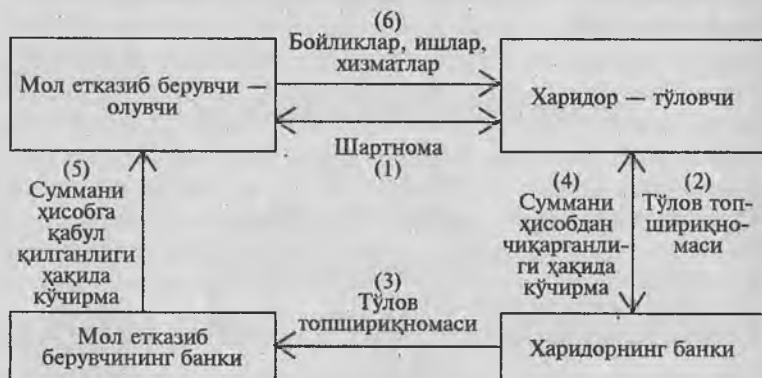 (6)
Бойликлар, ишлар,
хизматлар
Мол етказиб берувчи —
олувчи
Харидор — тўловчи
Шартнома
(1)
(5)
Суммани
ҳисобга
қабул
қилганлиги
ҳақида
кўчирма
(4)
Суммани
ҳисобдан
чиқарганли-
ги ҳақида
кўчирма
(2)
Тўлов топ-
шириқно-
маси
(3)
Тўлов
топшириқномаси
Мол етказиб
берувчининг банки
Харидорнинг банки